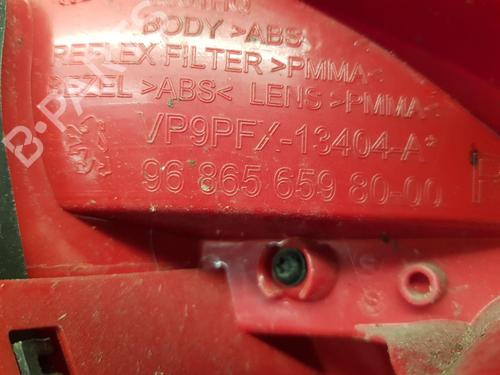 BODY >ABS<
REFLEX FILTER >PMMA<
BEZEL >ABS< LENS >PMMA<
VP9PFX-13404-A*
96 865 659 80-00
B-PARTS